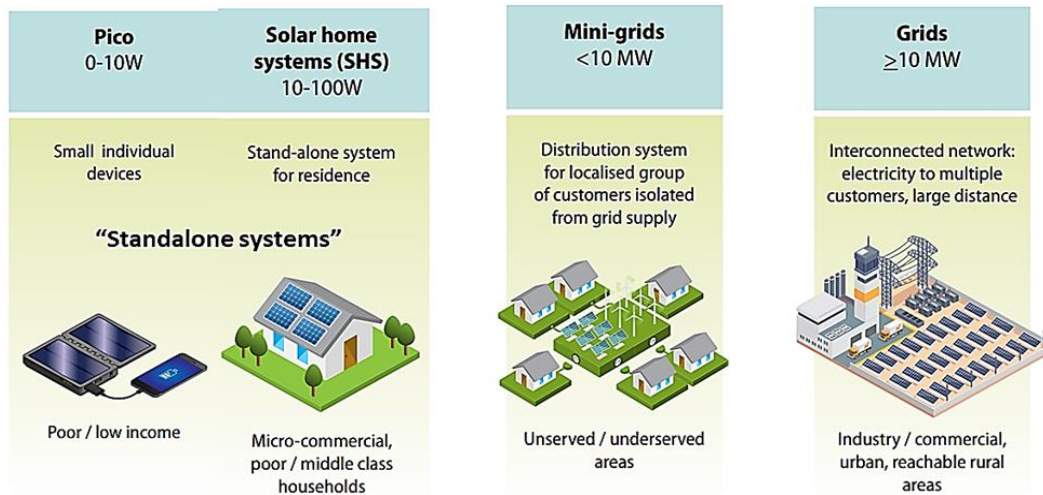 Pico
0-10W
Small individual
devices
Solar home
systems (SHS)
10-100W
Stand-alone system
for residence
“Standalone systems”
Poor / low income
Micro-commercial,
poor / middle class
households
Mini-grids
<10 MW
Distribution system
for localised group
of customers isolated
from grid supply
Unserved / underserved
areas
Grids
≥10 MW
Interconnected network:
electricity to multiple
customers, large distance
Industry / commercial,
urban, reachable rural
areas